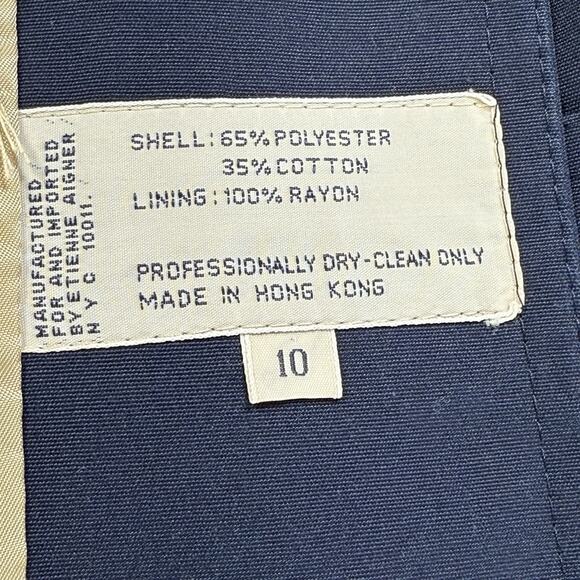 SHELL: 65% POLYESTER
35% COTTON
LINING: 100% RAYON
PROFESSIONALLY DRY-CLEAN ONLY
MADE IN HONG KONG
MANUFACTURED
FOR AND IMPORTED
BY ETIENNE AIGNER
N Y C 10011.
10